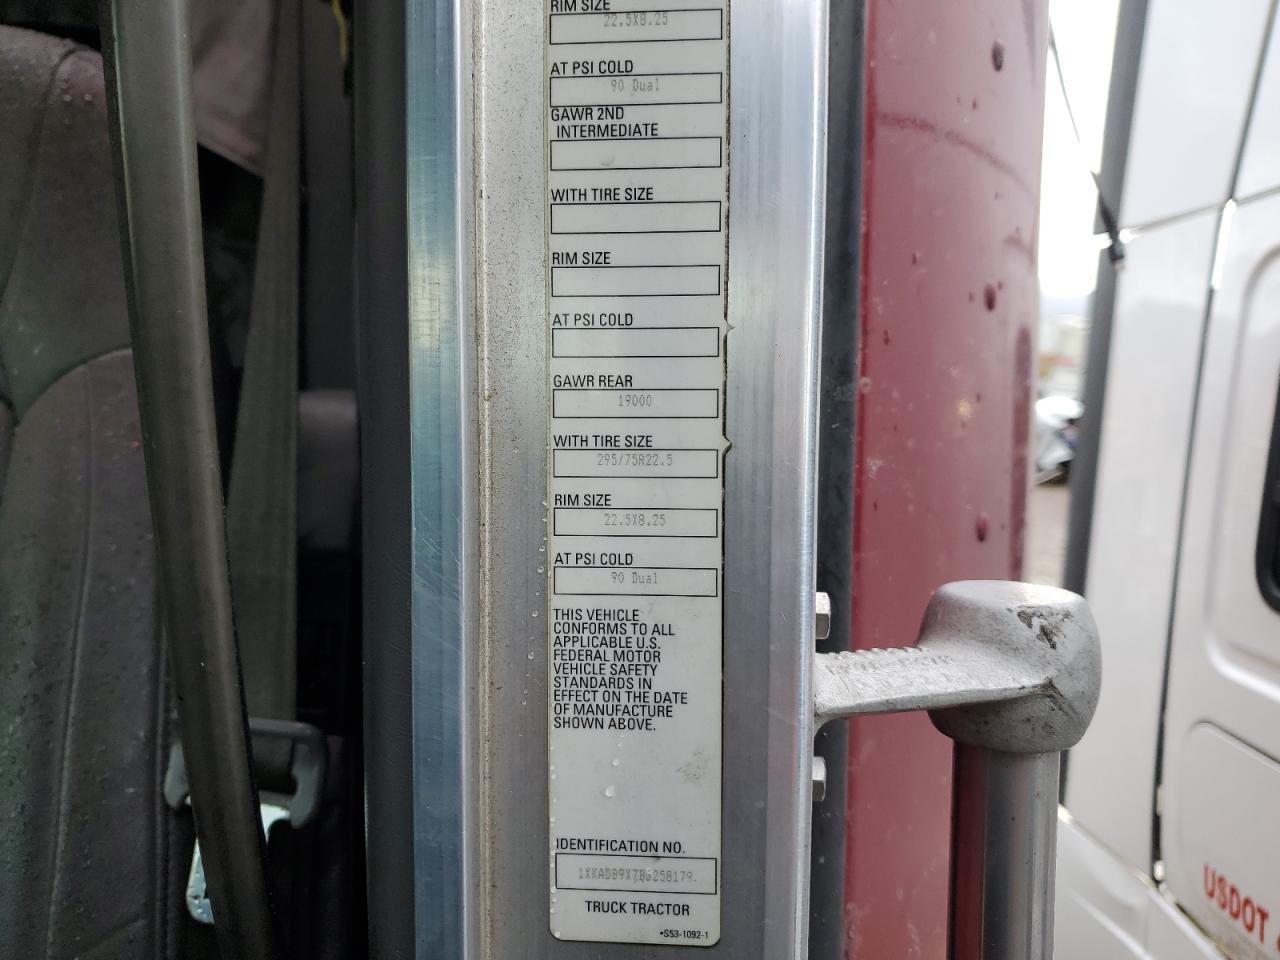 RIM SIZE
22.5X8.25
AT PSI COLD
90 Dual
GAWR 2ND
INTERMEDIATE
WITH TIRE SIZE
RIM SIZE
AT PSI COLD
GAWR REAR
19000
WITH TIRE SIZE
295/75R22.5
RIM SIZE
22.5X8.25
AT PSI COLD
90 Dual
THIS VEHICLE
CONFORMS TO ALL
APPLICABLE U.S.
FEDERAL MOTOR
VEHICLE SAFETY
STANDARDS IN
EFFECT ON THE DATE
OF MANUFACTURE
SHOWN ABOVE.
IDENTIFICATION NO.
TRUCK TRACTOR
•S53-1092-1
USDOT